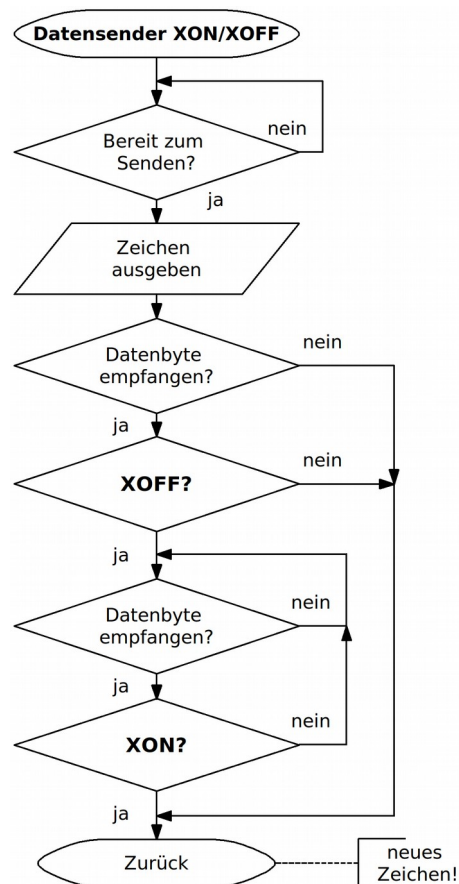 Datensender XON/XOFF
nein
Bereit zum
Senden?
ja
Zeichen
ausgeben
nein
Datenbyte
empfangen?
ja
nein
XOFF?
ja
nein
Datenbyte
empfangen?
ja
nein
XON?
ja
Zurück
neues
Zeichen!